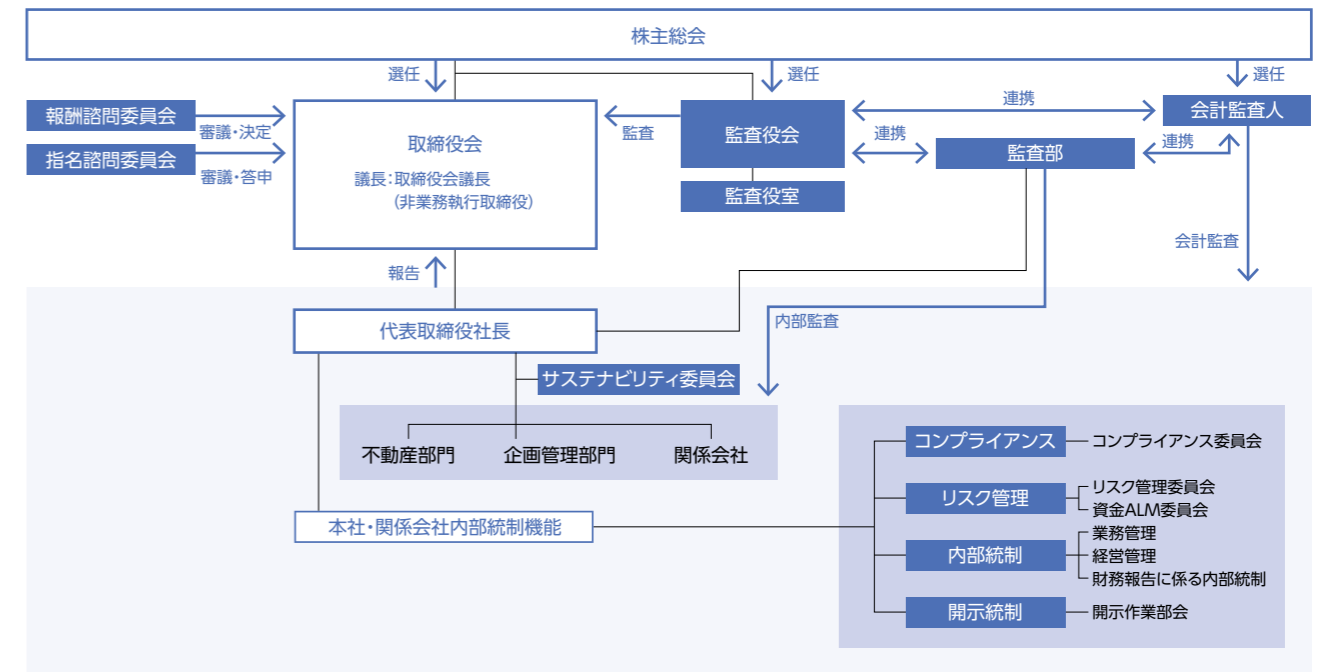 株主総会
選任
選任
選任
報酬諮問委員会
審議・決定
指名諮問委員会
審議・答申
取締役会
議長:取締役会議長
(非業務執行取締役)
監査
監査役会
監査役室
連携
連携
監査部
連携
会計監査人
会計監査
報告
代表取締役社長
内部監査
サステナビリティ委員会
不動産部門
企画管理部門
関係会社
本社・関係会社内部統制機能
コンプライアンス
コンプライアンス委員会
リスク管理
リスク管理委員会
資金ALM委員会
内部統制
業務管理
経営管理
財務報告に係る内部統制
開示統制
開示作業部会